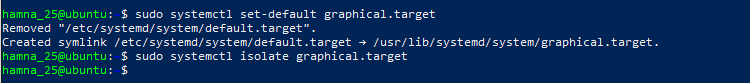 hamna_25@ubuntu:~$ sudo systemctl set-default graphical.target
Removed "/etc/systemd/system/default.target".
Created symlink /etc/systemd/system/default.target → /usr/lib/systemd/system/graphical.target.
hamna_25@ubuntu:~$ sudo systemctl isolate graphical.target
hamna_25@ubuntu:~$